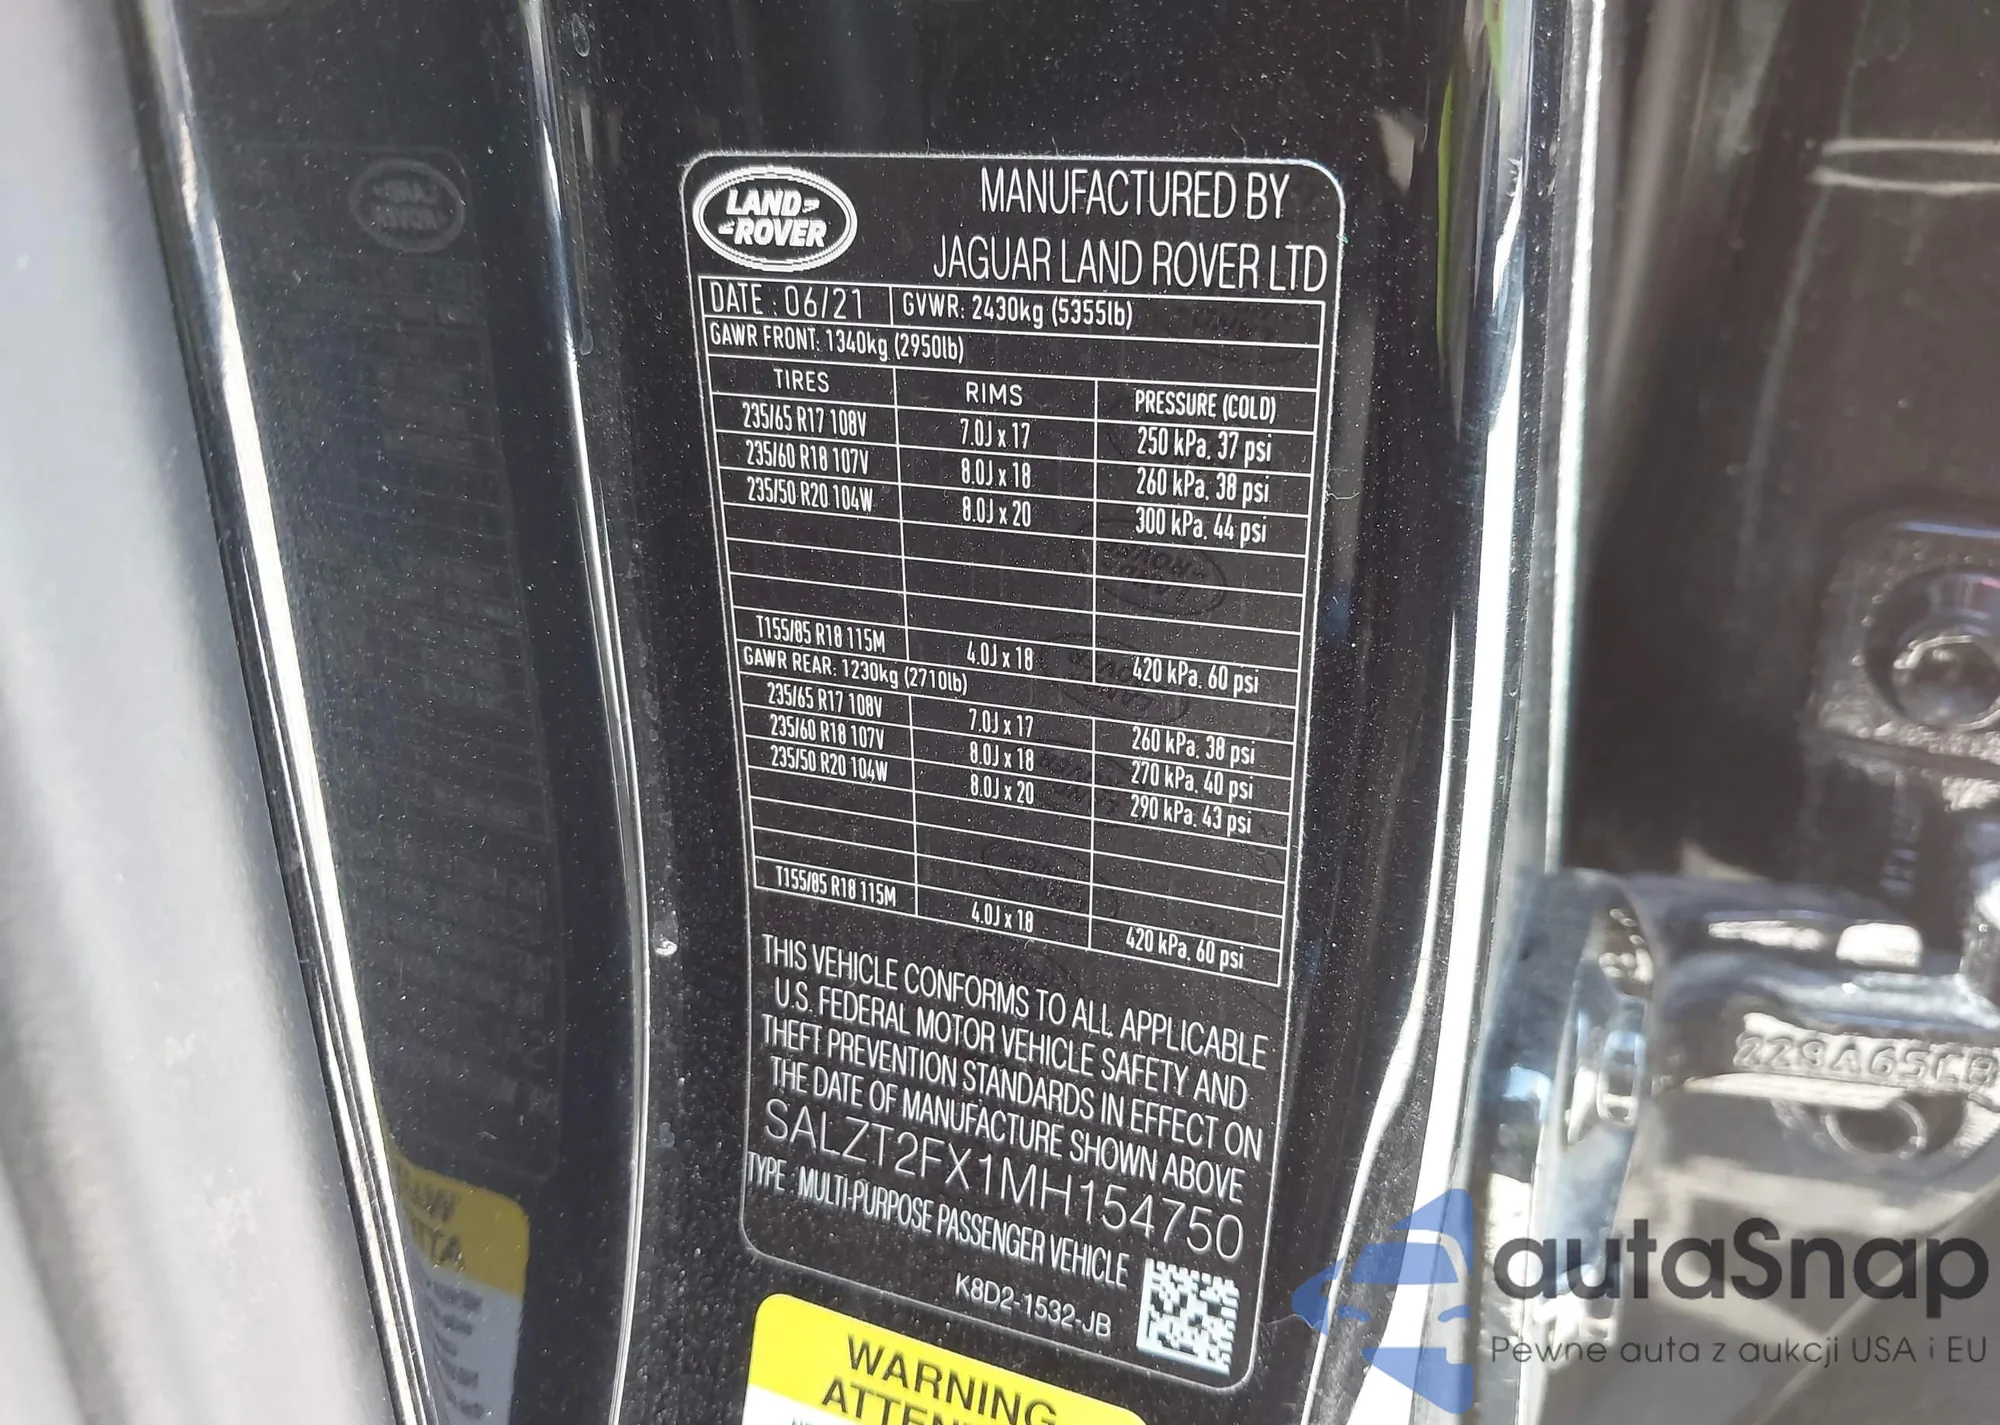 LAND ROVER
MANUFACTURED BY
JAGUAR LAND ROVER LTD
DATE : 06/21 GVWR: 2430kg (5355lb)
GAWR FRONT: 1340kg (2950lb)
TIRES RIMS PRESSURE (COLD)
235/65 R17 108V 7.0J x 17 250 kPa, 37 psi
235/60 R18 107V 8.0J x 18 260 kPa, 38 psi
235/50 R20 104W 8.0J x 20 300 kPa, 44 psi
T155/85 R18 115M 4.0J x 18 420 kPa, 60 psi
GAWR REAR: 1230kg (2710lb)
235/65 R17 108V 7.0J x 17 260 kPa, 38 psi
235/60 R18 107V 8.0J x 18 270 kPa, 40 psi
235/50 R20 104W 8.0J x 20 290 kPa, 43 psi
T155/85 R18 115M 4.0J x 18 420 kPa, 60 psi
THIS VEHICLE CONFORMS TO ALL APPLICABLE
U.S. FEDERAL MOTOR VEHICLE SAFETY AND
THEFT PREVENTION STANDARDS IN EFFECT ON
THE DATE OF MANUFACTURE SHOWN ABOVE
SALZT2FX1MH154750
TYPE : MULTI-PURPOSE PASSENGER VEHICLE
K8D2-1532-JB
WARNING
autaSnap
Pewne auta z aukcji USA i EU